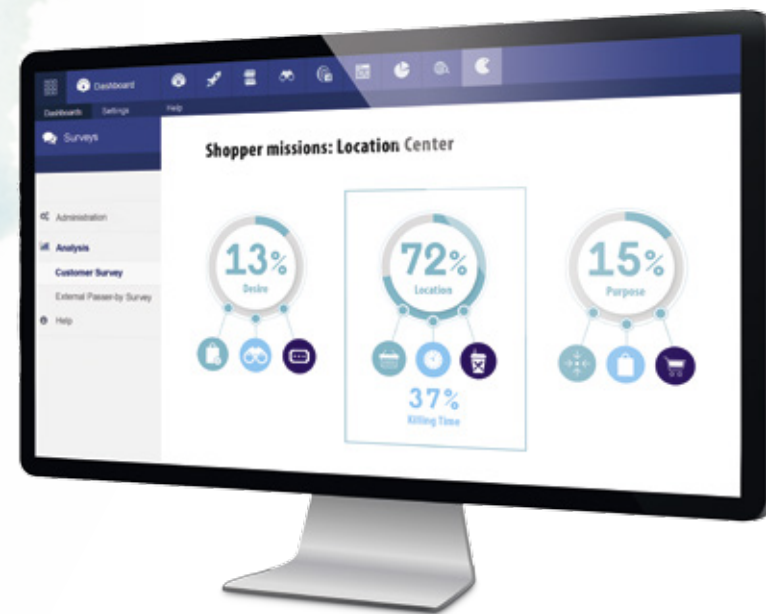 Dashboard
Dashboards Settings Help
Surveys
Shopper missions: Location Center
Administration
Analysis
Customer Survey
External Passer-by Survey
Help
13%
Desire
72%
Location
37%
Killing Time
15%
Purpose